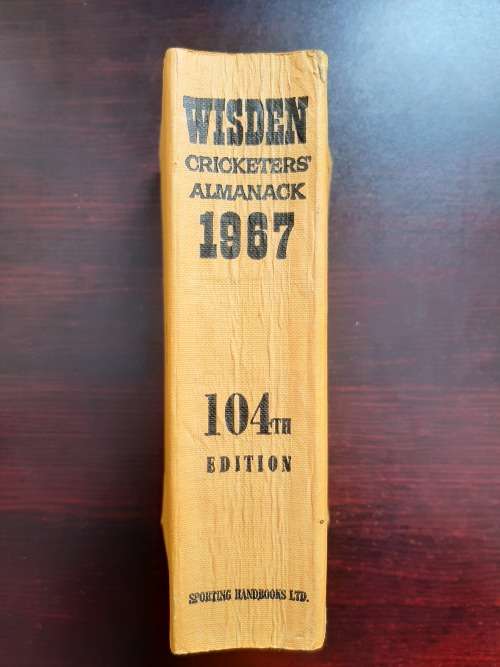 WISDEN
CRICKETERS'
ALMANACK
1967
104TH
EDITION
SPORTING HANDBOOKS LTD.